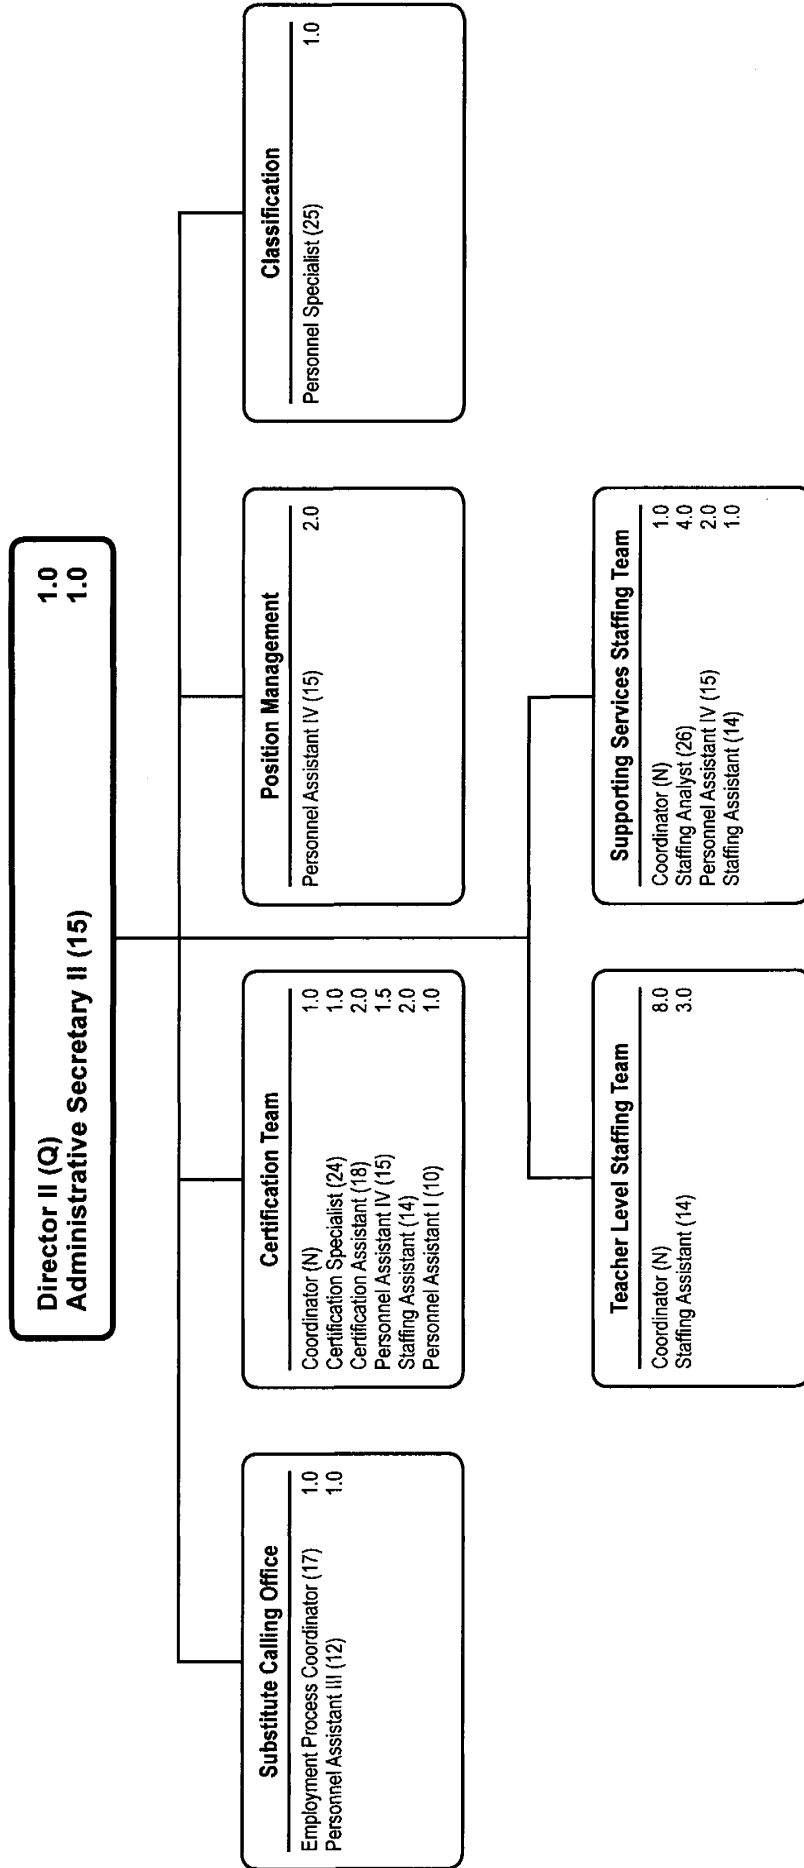 Director II (Q) 1.0
Administrative Secretary II (15) 1.0
Substitute Calling Office
Employment Process Coordinator (17) 1.0
Personnel Assistant III (12) 1.0
Certification Team
Coordinator (N) 1.0
Certification Specialist (24) 1.0
Certification Assistant (18) 2.0
Personnel Assistant IV (15) 1.5
Staffing Assistant (14) 2.0
Personnel Assistant I (10) 1.0
Position Management
Personnel Assistant IV (15) 2.0
Classification
Personnel Specialist (25) 1.0
Teacher Level Staffing Team
Coordinator (N) 8.0
Staffing Assistant (14) 3.0
Supporting Services Staffing Team
Coordinator (N) 1.0
Staffing Analyst (26) 4.0
Personnel Assistant IV (15) 2.0
Staffing Assistant (14) 1.0